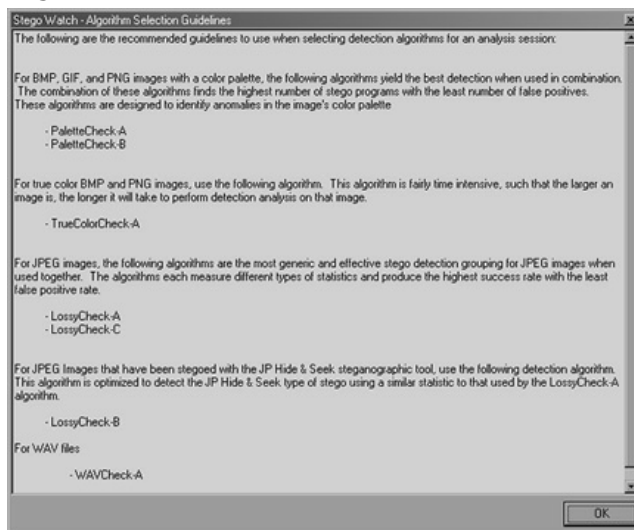 Stego Watch - Algorithm Selection Guidelines
The following are the recommended guidelines to use when selecting detection algorithms for an analysis session:
For BMP, GIF, and PNG images with a color palette, the following algorithms yield the best detection when used in combination.
The combination of these algorithms finds the highest number of stego programs with the least number of false positives.
These algorithms are designed to identify anomalies in the image's color palette
- PaletteCheck-A
- PaletteCheck-B
For true color BMP and PNG images, use the following algorithm. This algorithm is fairly time intensive, such that the larger an
image is, the longer it will take to perform detection analysis on that image.
- TrueColorCheck-A
For JPEG images, the following algorithms are the most generic and effective stego detection grouping for JPEG images when
used together. The algorithms each measure different types of statistics and produce the highest success rate with the least
false positive rate.
- LossyCheck-A
- LossyCheck-C
For JPEG Images that have been stegoed with the JP Hide & Seek steganographic tool, use the following detection algorithm.
This algorithm is optimized to detect the JP Hide & Seek type of stego using a similar statistic to that used by the LossyCheck-A
algorithm.
- LossyCheck-B
For WAV files
- WAVCheck-A
OK